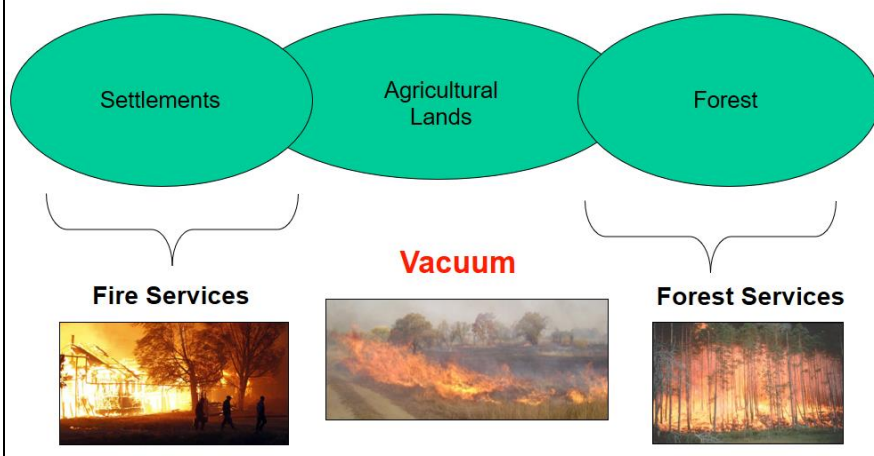 Settlements
Agricultural
Lands
Forest
Vacuum
Fire Services
Forest Services